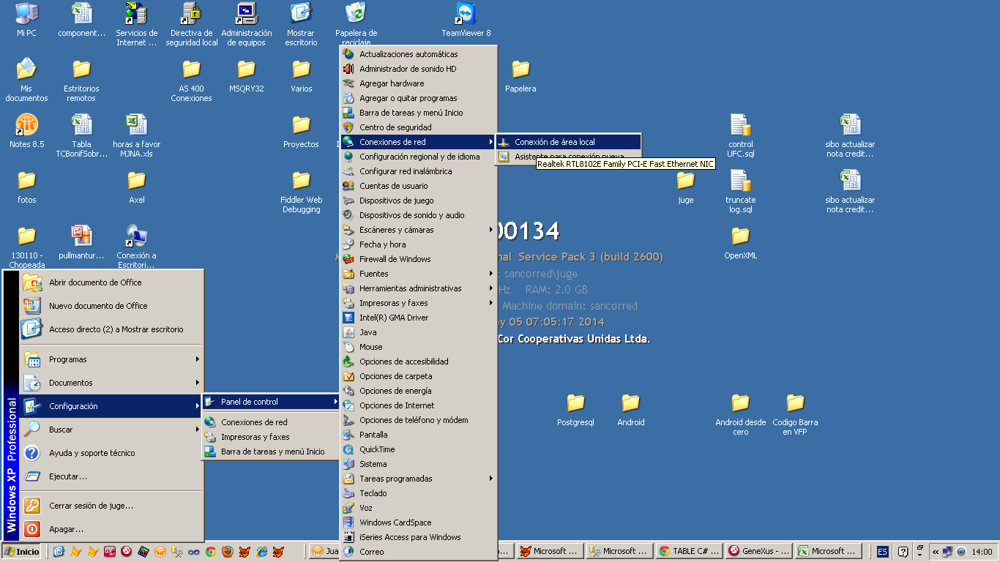 Mi PC
component...
Servicios de
Internet ...
Directiva de
seguridad local
Administración
de equipos
Mostrar
escritorio
Papelera de
reciclaje
TeamViewer 8
Mis
documentos
Estritorios
remotos
AS 400
Conexiones
MSQRY32
Varios
Papelera
Notes 8.5
Tabla
TCBonifSobr...
horas a favor
MJNA.xls
Proyectos
control
UFC.sql
sibo actualizar
nota credit...
fotos
Axel
Fiddler Web
Debugging
juge
truncate
log.sql
sibo actualizar
nota credit...
130110 -
Chopeada
pullmantur...
Conexión a
Escritori...
OpenXML
Postgresql
Android
Android desde
cero
Codigo Barra
en VFP
00134
nal Service Pack 3 (build 2600)
: sancorred\juge
Hz RAM: 2.0 GB
Machine domain: sancorred
ay 05 07:05:17 2014
Cor Cooperativas Unidas Ltda.
Windows XP Professional
Abrir documento de Office
Nuevo documento de Office
Acceso directo (2) a Mostrar escritorio
Programas
Documentos
Configuración
Buscar
Ayuda y soporte técnico
Ejecutar...
Cerrar sesión de juge...
Apagar...
Panel de control
Conexiones de red
Impresoras y faxes
Barra de tareas y menú Inicio
Actualizaciones automáticas
Administrador de sonido HD
Agregar hardware
Agregar o quitar programas
Barra de tareas y menú Inicio
Centro de seguridad
Conexiones de red
Configuración regional y de idioma
Configurar red inalámbrica
Cuentas de usuario
Dispositivos de juego
Dispositivos de sonido y audio
Escáneres y cámaras
Fecha y hora
Firewall de Windows
Fuentes
Herramientas administrativas
Impresoras y faxes
Intel(R) GMA Driver
Java
Mouse
Opciones de accesibilidad
Opciones de carpeta
Opciones de energía
Opciones de Internet
Opciones de teléfono y módem
Pantalla
QuickTime
Sistema
Tareas programadas
Teclado
Voz
Windows CardSpace
iSeries Access para Windows
Correo
Conexión de área local
Asistente para conexión nueva
Realtek RTL8102E Family PCI-E Fast Ethernet NIC
Inicio
Jua
...
Microsoft ...
Microsoft ...
TABLE C# ...
GeneXus - ...
Microsoft ...
ES
14:00